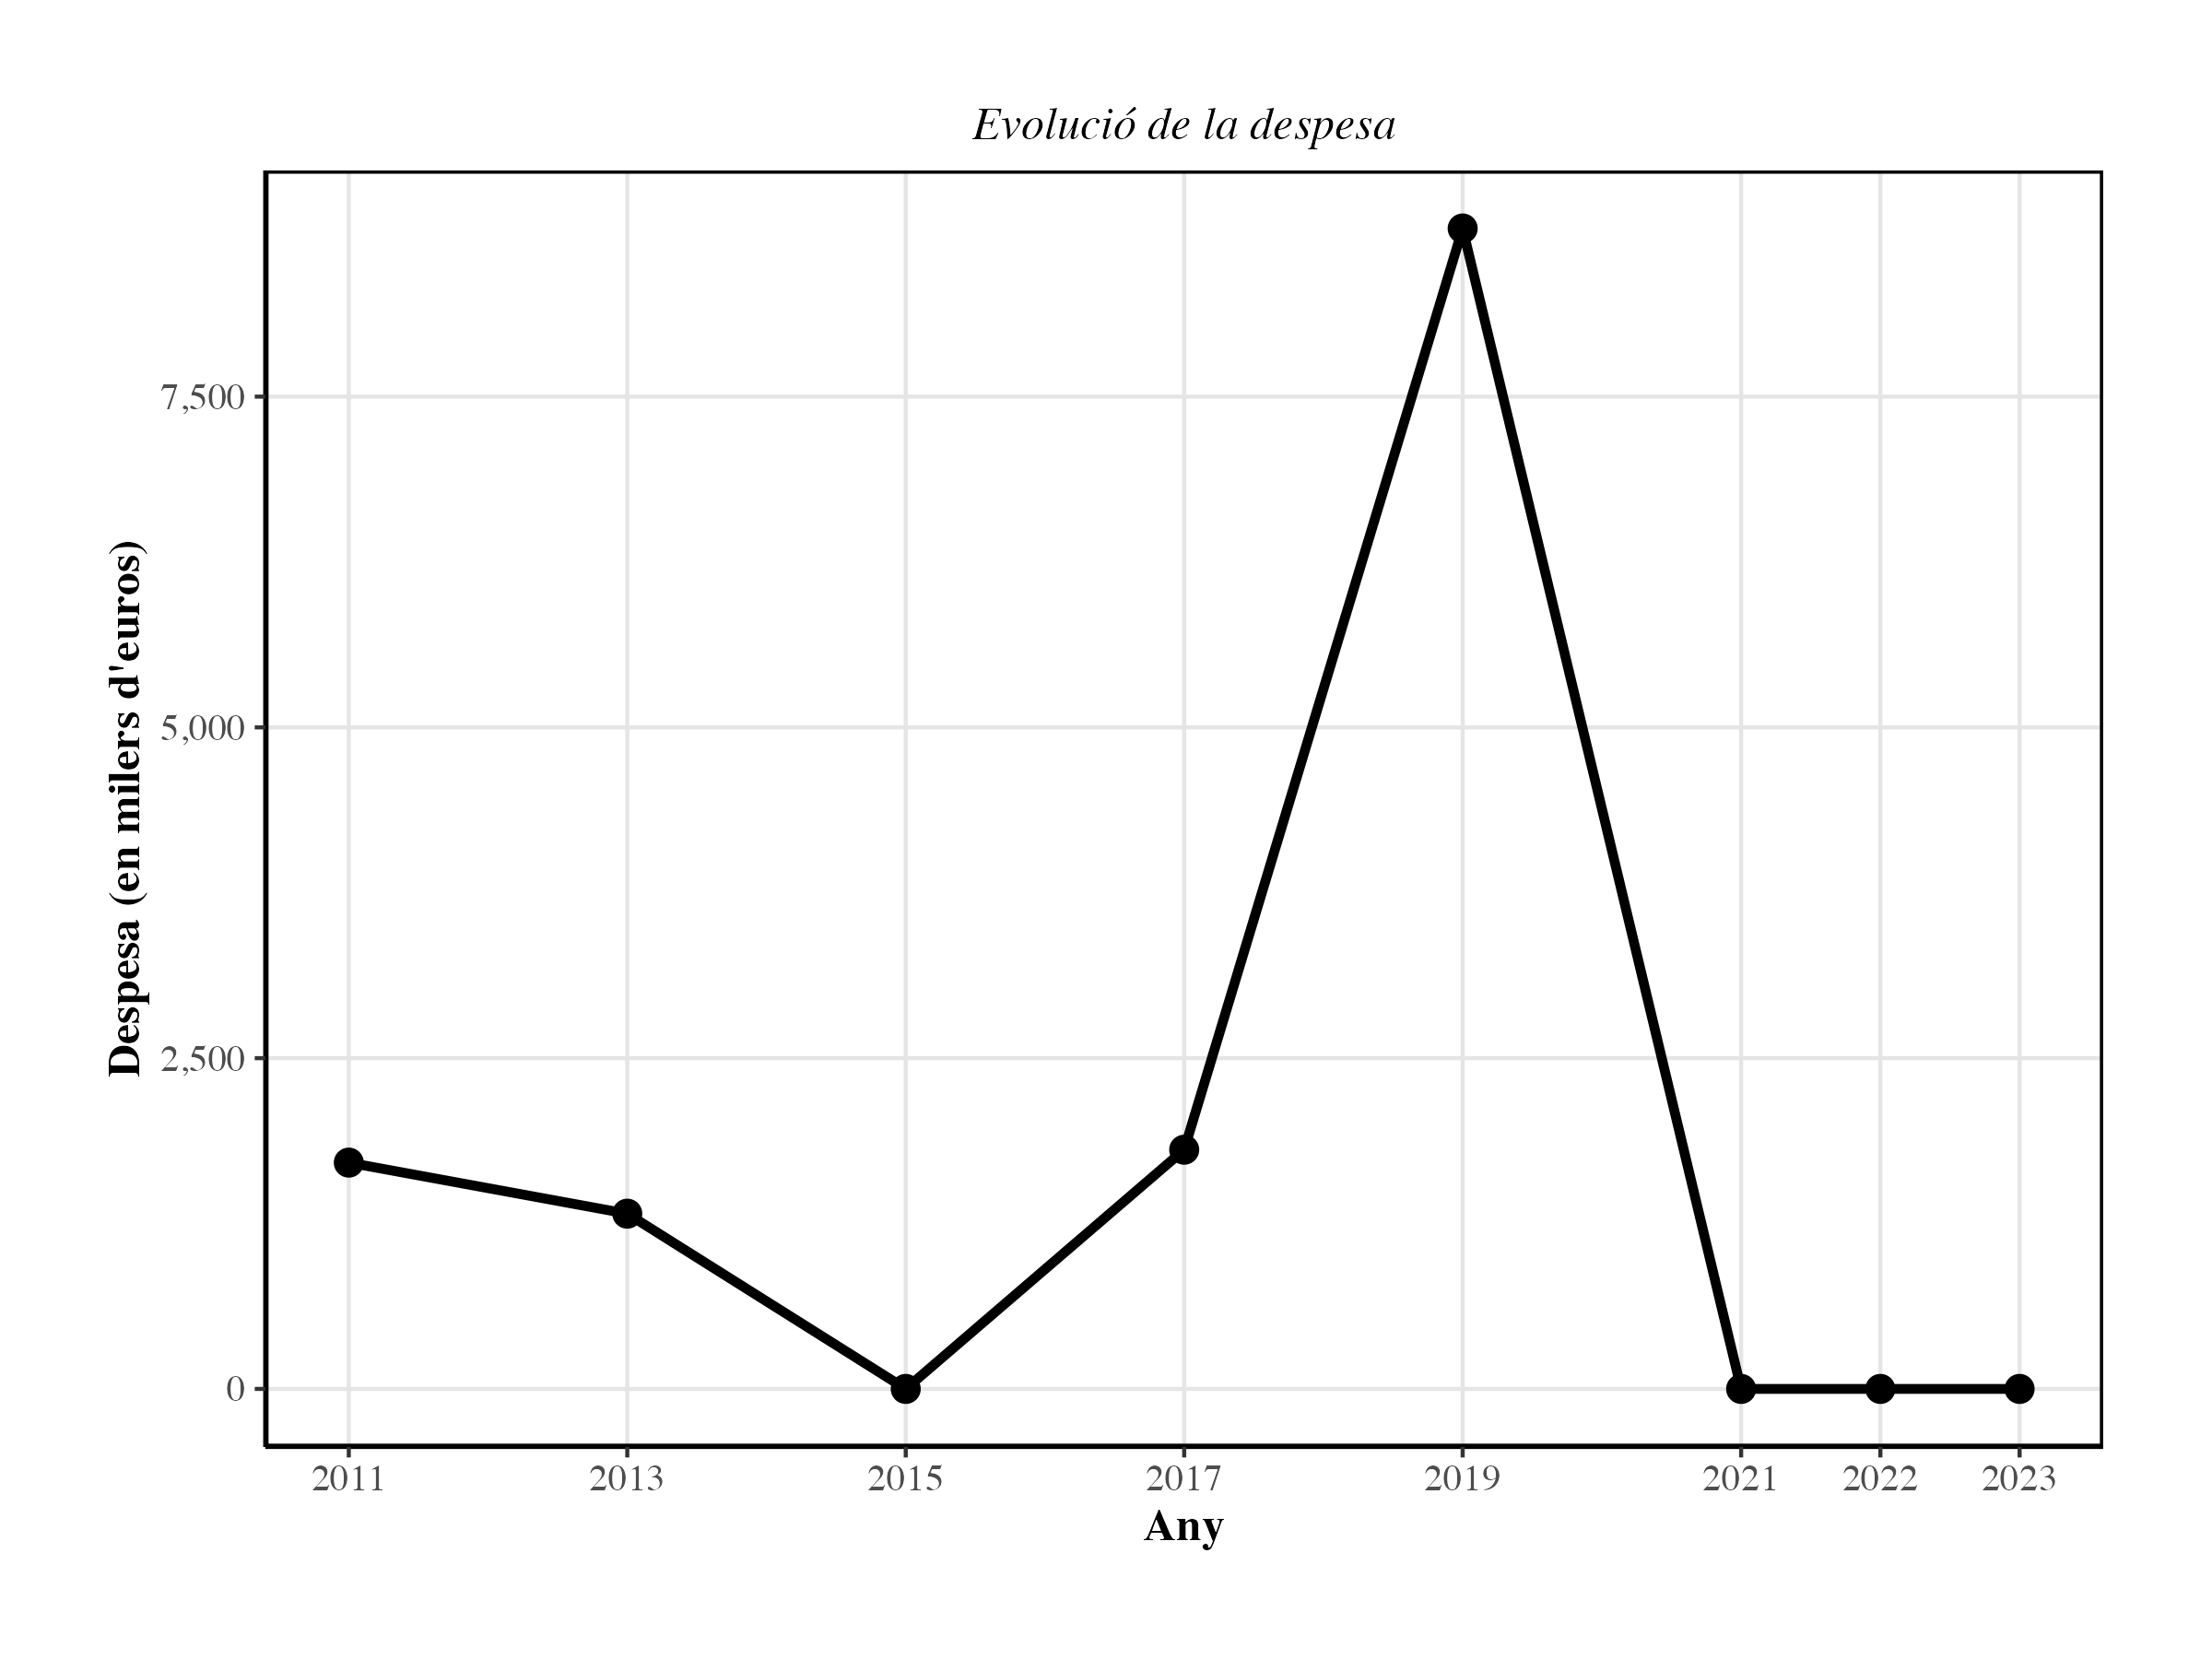 Evolució de la despesa
Despesa (en milers d'euros)
7,500
5,000
2,500
0
2011 2013 2015 2017 2019 2021 2022 2023
Any